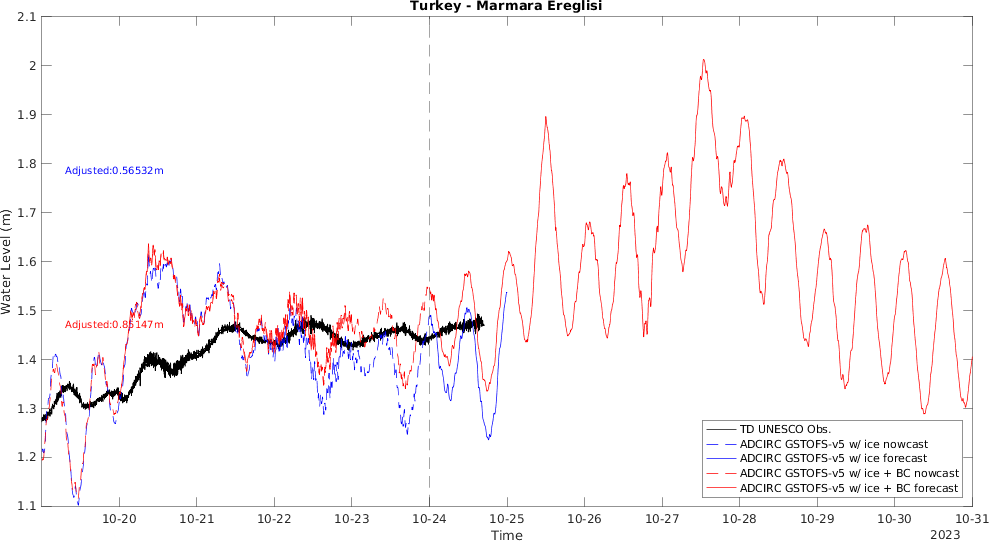 Turkey - Marmara Ereglisi
2.1
2
1.9
1.8
1.7
1.6
1.5
1.4
1.3
1.2
1.1
Water Level (m)
Adjusted:0.56532m
Adjusted:0.85147m
TD UNESCO Obs.
ADCIRC GSTOFS-v5 w/ ice nowcast
ADCIRC GSTOFS-v5 w/ ice forecast
ADCIRC GSTOFS-v5 w/ ice + BC nowcast
ADCIRC GSTOFS-v5 w/ ice + BC forecast
10-20 10-21 10-22 10-23 10-24 10-25 10-26 10-27 10-28 10-29 10-30 10-31
Time
2023